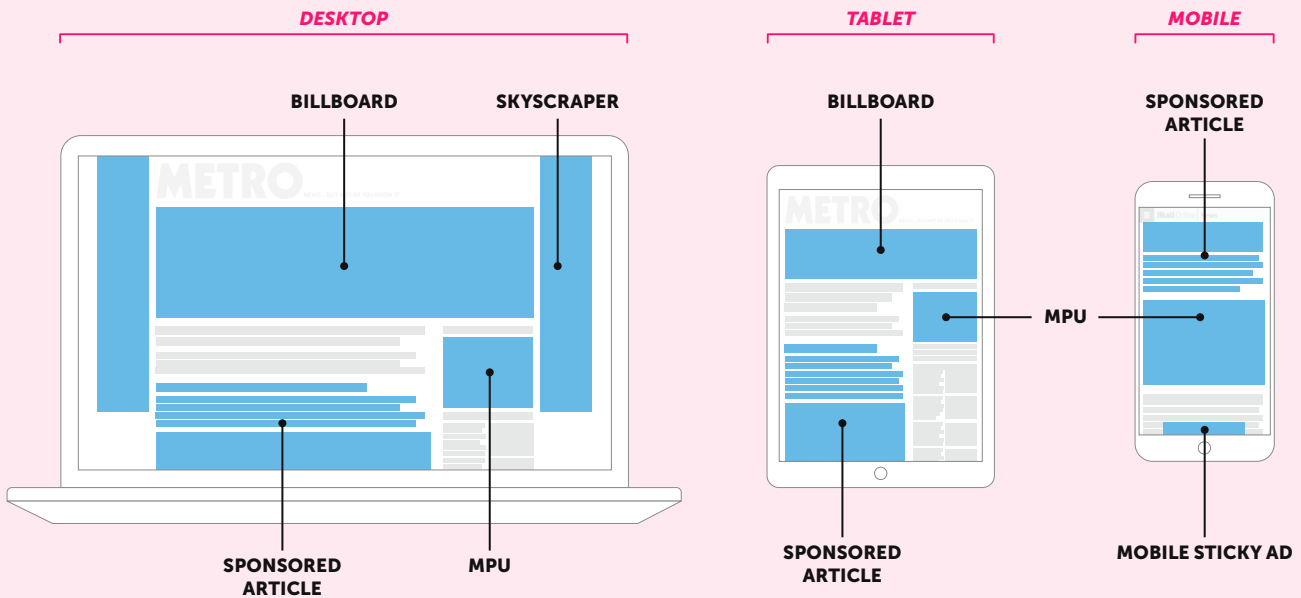 DESKTOP
TABLET
MOBILE
BILLBOARD
SKYSCRAPER
BILLBOARD
SPONSORED
ARTICLE
METRO
METRO
MPU
SPONSORED
ARTICLE
MPU
SPONSORED
ARTICLE
MOBILE STICKY AD